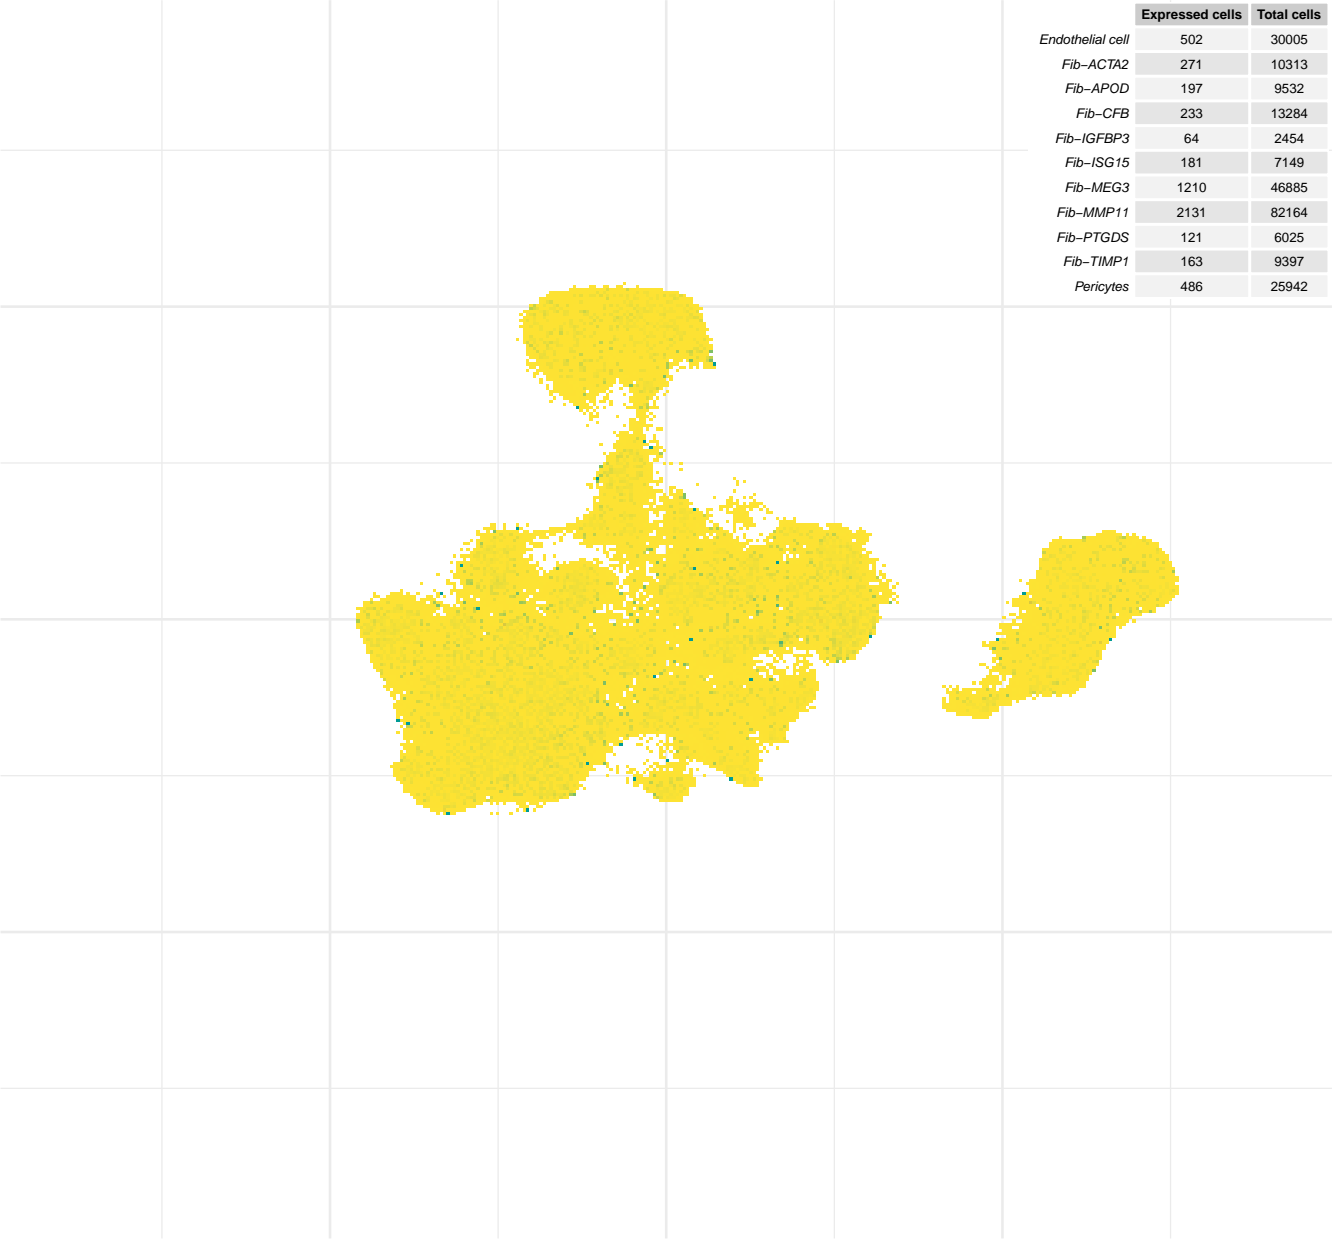 Expressed cells Total cells
Endothelial cell 502 30005
Fib−ACTA2 271 10313
Fib−APOD 197 9532
Fib−CFB 233 13284
Fib−IGFBP3 64 2454
Fib−ISG15 181 7149
Fib−MEG3 1210 46885
Fib−MMP11 2131 82164
Fib−PTGDS 121 6025
Fib−TIMP1 163 9397
Pericytes 486 25942